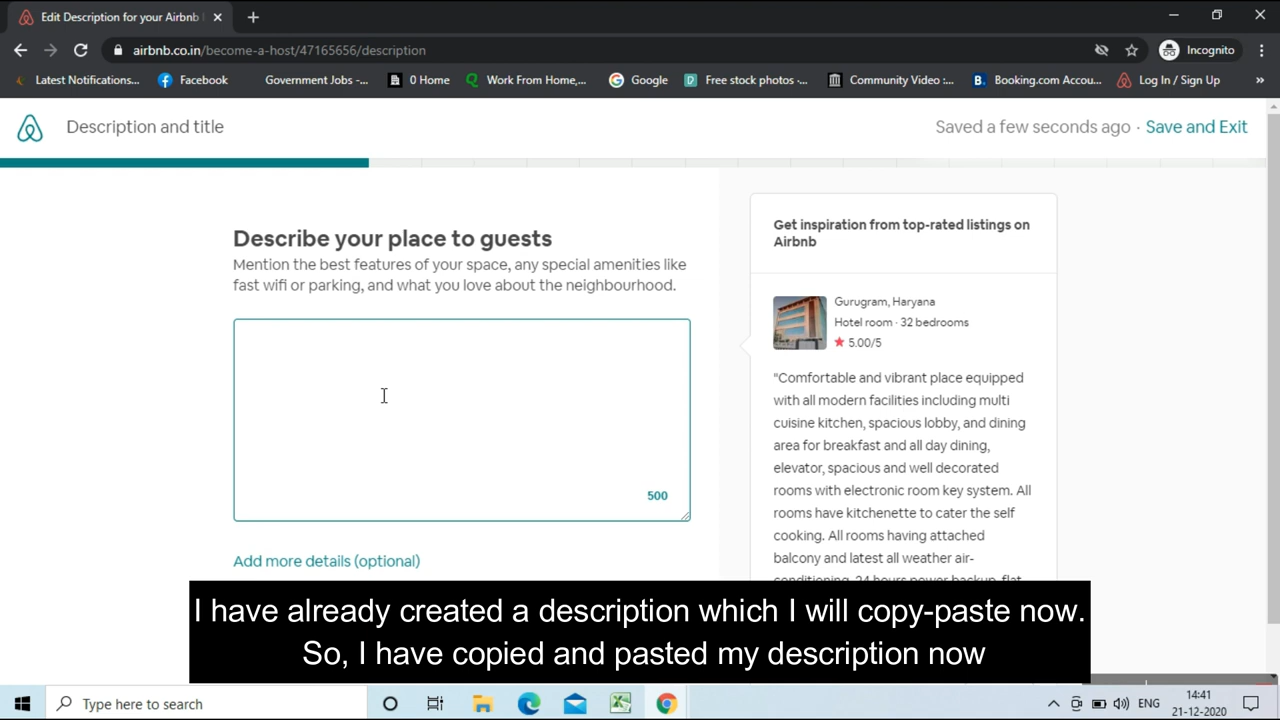 Edit Description for your Airbnb
airbnb.co.in/become-a-host/47165656/description
Incognito
Latest Notifications...
Facebook
Government Jobs -...
0 Home
Work From Home,...
Google
Free stock photos -...
Community Video :...
Booking.com Accou...
Log In / Sign Up
»
Description and title
Saved a few seconds ago · Save and Exit
Describe your place to guests
Mention the best features of your space, any special amenities like
fast wifi or parking, and what you love about the neighbourhood.
500
Add more details (optional)
Get inspiration from top-rated listings on
Airbnb
Gurugram, Haryana
Hotel room · 32 bedrooms
5.00/5
“Comfortable and vibrant place equipped
with all modern facilities including multi
cuisine kitchen, spacious lobby, and dining
area for breakfast and all day dining,
elevator, spacious and well decorated
rooms with electronic room key system. All
rooms have kitchenette to cater the self
cooking. All rooms having attached
balcony and latest all weather air-
conditioning, 24 hours power backup, flat
I have already created a description which I will copy-paste now.
So, I have copied and pasted my description now
Type here to search
ENG
14:41
21-12-2020